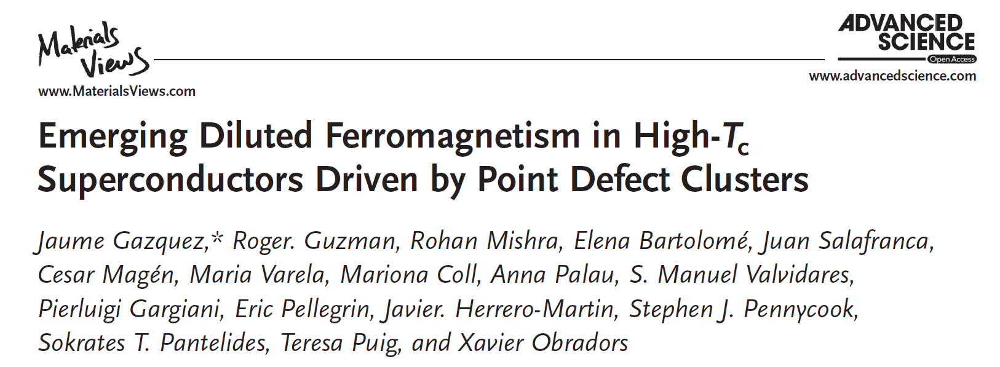 Materials
Views
www.MaterialsViews.com
ADVANCED
SCIENCE
Open Access
www.advancedscience.com
Emerging Diluted Ferromagnetism in High-Tc
Superconductors Driven by Point Defect Clusters
Jaume Gazquez,* Roger. Guzman, Rohan Mishra, Elena Bartolomé, Juan Salafranca,
Cesar Magén, Maria Varela, Mariona Coll, Anna Palau, S. Manuel Valvidares,
Pierluigi Gargiani, Eric Pellegrin, Javier. Herrero-Martin, Stephen J. Pennycook,
Sokrates T. Pantelides, Teresa Puig, and Xavier Obradors